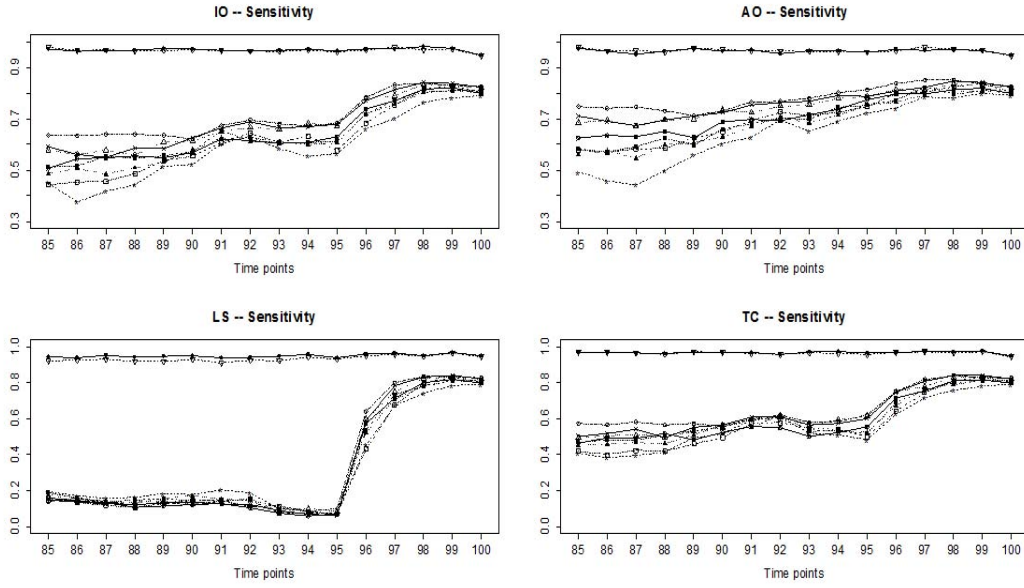 IO -- Sensitivity
0.3 0.5 0.7 0.9
85 86 87 88 89 90 91 92 93 94 95 96 97 98 99 100
Time points
AO -- Sensitivity
0.3 0.5 0.7 0.9
85 86 87 88 89 90 91 92 93 94 95 96 97 98 99 100
Time points
LS -- Sensitivity
0.0 0.2 0.4 0.6 0.8 1.0
85 86 87 88 89 90 91 92 93 94 95 96 97 98 99 100
Time points
TC -- Sensitivity
0.0 0.2 0.4 0.6 0.8 1.0
85 86 87 88 89 90 91 92 93 94 95 96 97 98 99 100
Time points